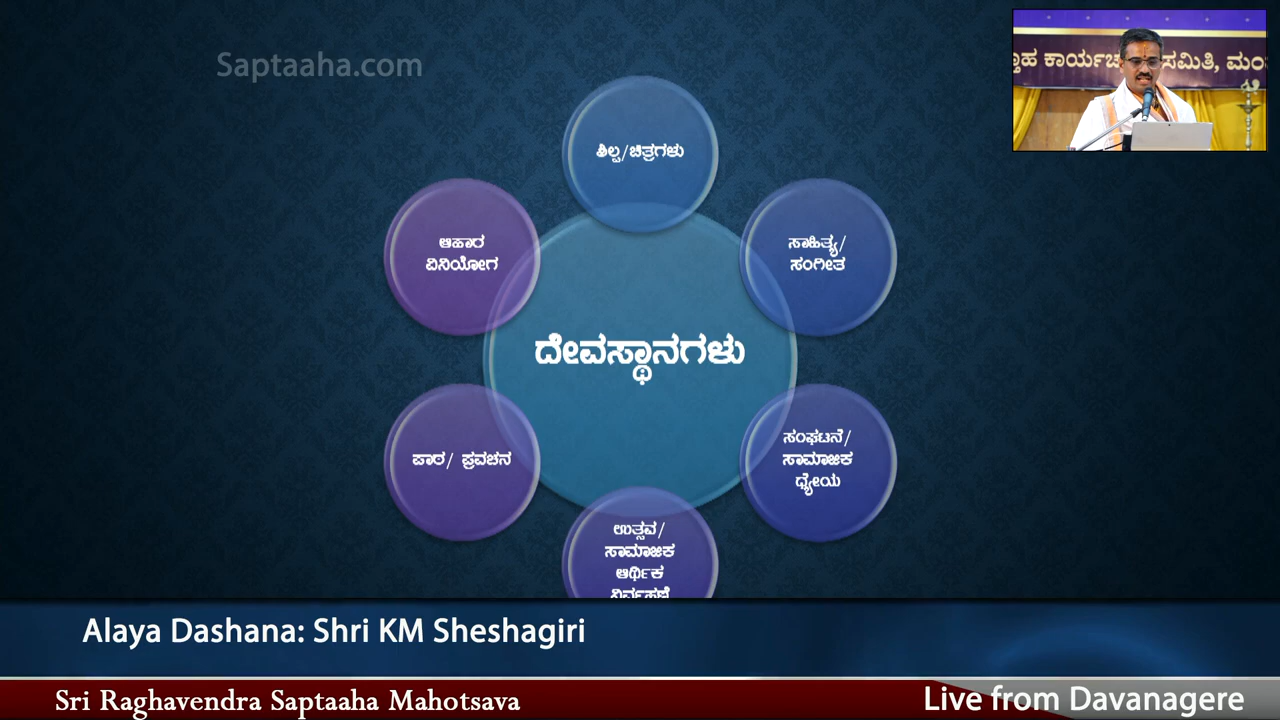 Saptaaha.com
ಕಾರ್ಯ
ಸಮಿತಿ,
ಶಿಲ್ಪ/ಚಿತ್ರಗಳು
ಆಹಾರ
ವಿನಿಯೋಗ
ಸಾಹಿತ್ಯ/
ಸಂಗೀತ
ದೇವಸ್ಥಾನಗಳು
ಪಾಠ/ ಪ್ರವಚನ
ಸಂಘಟನೆ/
ಸಾಮಾಜಿಕ
ಧ್ಯೇಯ
ಉತ್ಸವ/
ಸಾಮಾಜಿಕ
ಆರ್ಥಿಕ
ನಿರ್ವಹಣೆ
Alaya Dashana: Shri KM Sheshagiri
Sri Raghavendra Saptaaha Mahotsava
Live from Davanagere